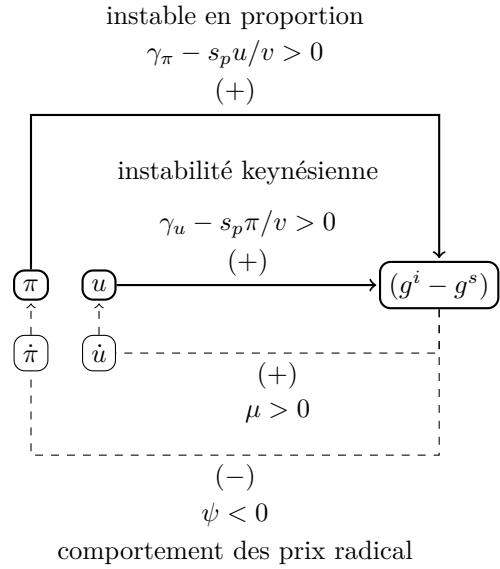 instable en proportion
γ_π − s_p u/v > 0
(+)
instabilité keynésienne
γ_u − s_p π/v > 0
(+)
π u (g^i − g^s)
π̇ u̇
(+)
μ > 0
(−)
ψ < 0
comportement des prix radical